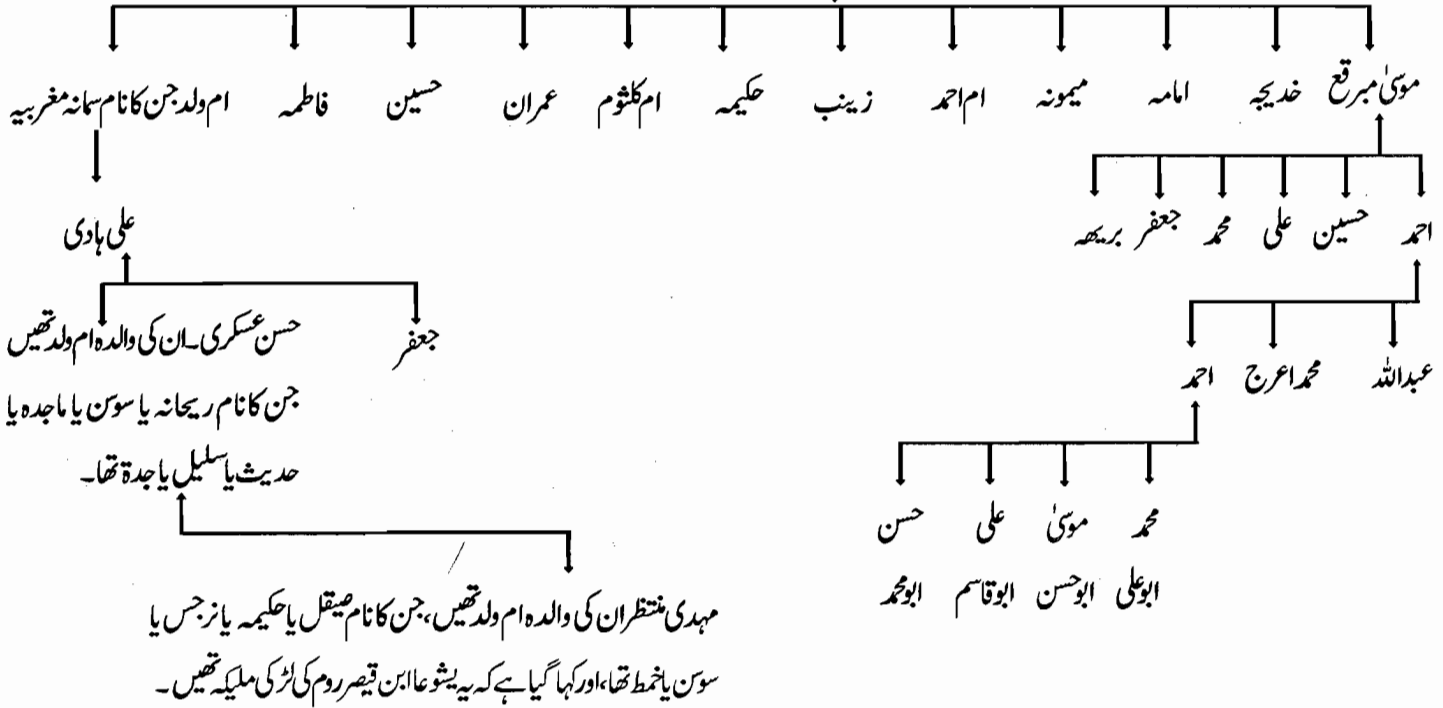 موسیٰ مبرقع خدیجہ امامہ میمونہ ام احمد زینب حکیمہ ام کلثوم عمران حسین فاطمہ ام ولد جن کا نام سمانہ مغربیہ
احمد حسین علی محمد جعفر بریھہ
علی ہادی
عبداللہ محمد اعرج احمد
جعفر
حسن عسکری۔ ان کی والدہ ام ولد تھیں
جن کا نام ریحانہ یا سوسن یا ماجدہ یا
حدیث یا سلیل یا جدۃ تھا۔
محمد موسیٰ علی حسن
ابوعلی ابوحسن ابوقاسم ابومحمد
مہدی منتظر ان کی والدہ ام ولد تھیں، جن کا نام صیقل یا حکیمہ یا نرجس یا
سوسن یا خمط تھا، اور کہا گیا ہے کہ یہ یشوعا ابن قیصر روم کی لڑکی ملیکہ تھیں۔